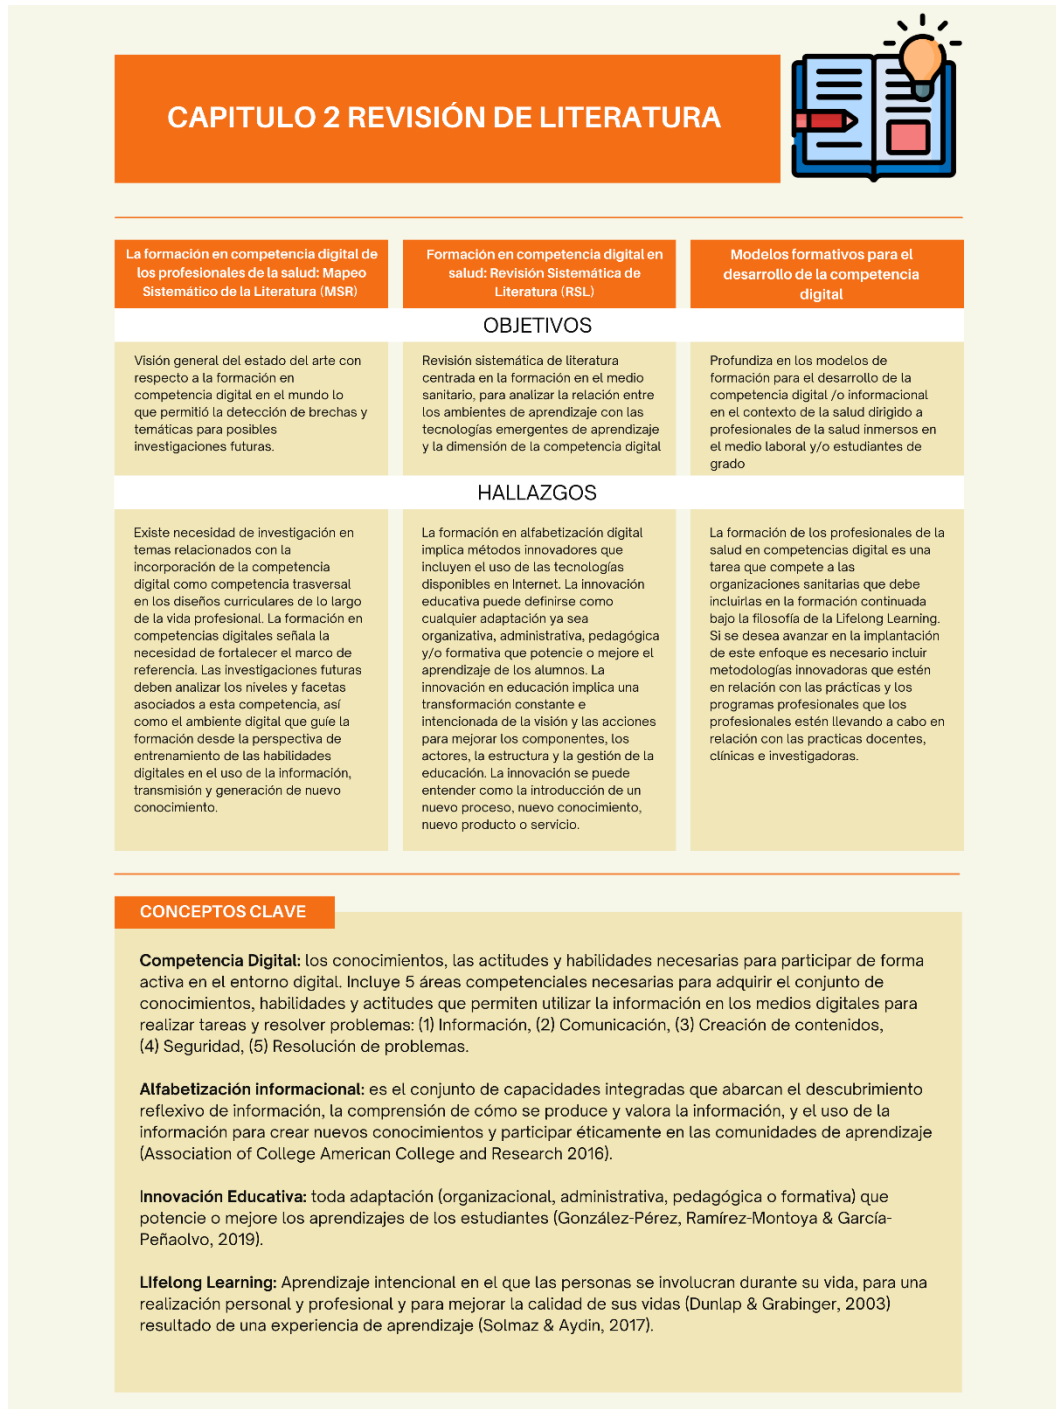 CAPITULO 2 REVISIÓN DE LITERATURA
La formación en competencia digital de
los profesionales de la salud: Mapeo
Sistemático de la Literatura (MSR)
Formación en competencia digital en
salud: Revisión Sistemática de
Literatura (RSL)
Modelos formativos para el
desarrollo de la competencia
digital
OBJETIVOS
Visión general del estado del arte con
respecto a la formación en
competencia digital en el mundo lo
que permitió la detección de brechas y
temáticas para posibles
investigaciones futuras.
Revisión sistemática de literatura
centrada en la formación en el medio
sanitario, para analizar la relación entre
los ambientes de aprendizaje con las
tecnologías emergentes de aprendizaje
y la dimensión de la competencia digital
Profundiza en los modelos de
formación para el desarrollo de la
competencia digital /o informacional
en el contexto de la salud dirigido a
profesionales de la salud inmersos en
el medio laboral y/o estudiantes de
grado
HALLAZGOS
Existe necesidad de investigación en
temas relacionados con la
incorporación de la competencia
digital como competencia trasversal
en los diseños curriculares de lo largo
de la vida profesional. La formación en
competencias digitales señala la
necesidad de fortalecer el marco de
referencia. Las investigaciones futuras
deben analizar los niveles y facetas
asociados a esta competencia, así
como el ambiente digital que guíe la
formación desde la perspectiva de
entrenamiento de las habilidades
digitales en el uso de la información,
transmisión y generación de nuevo
conocimiento.
La formación en alfabetización digital
implica métodos innovadores que
incluyen el uso de las tecnologías
disponibles en Internet. La innovación
educativa puede definirse como
cualquier adaptación ya sea
organizativa, administrativa, pedagógica
y/o formativa que potencie o mejore el
aprendizaje de los alumnos. La
innovación en educación implica una
transformación constante e
intencionada de la visión y las acciones
para mejorar los componentes, los
actores, la estructura y la gestión de la
educación. La innovación se puede
entender como la introducción de un
nuevo proceso, nuevo conocimiento,
nuevo producto o servicio.
La formación de los profesionales de la
salud en competencias digital es una
tarea que compete a las
organizaciones sanitarias que debe
incluirlas en la formación continuada
bajo la filosofía de la Lifelong Learning.
Si se desea avanzar en la implantación
de este enfoque es necesario incluir
metodologías innovadoras que estén
en relación con las prácticas y los
programas profesionales que los
profesionales estén llevando a cabo en
relación con las practicas docentes,
clínicas e investigadoras.
CONCEPTOS CLAVE
Competencia Digital: los conocimientos, las actitudes y habilidades necesarias para participar de forma
activa en el entorno digital. Incluye 5 áreas competenciales necesarias para adquirir el conjunto de
conocimientos, habilidades y actitudes que permiten utilizar la información en los medios digitales para
realizar tareas y resolver problemas: (1) Información, (2) Comunicación, (3) Creación de contenidos,
(4) Seguridad, (5) Resolución de problemas.
Alfabetización informacional: es el conjunto de capacidades integradas que abarcan el descubrimiento
reflexivo de información, la comprensión de cómo se produce y valora la información, y el uso de la
información para crear nuevos conocimientos y participar éticamente en las comunidades de aprendizaje
(Association of College American College and Research 2016).
Innovación Educativa: toda adaptación (organizacional, administrativa, pedagógica o formativa) que
potencie o mejore los aprendizajes de los estudiantes (González-Pérez, Ramírez-Montoya & García-
Peñaolvo, 2019).
LIfelong Learning: Aprendizaje intencional en el que las personas se involucran durante su vida, para una
realización personal y profesional y para mejorar la calidad de sus vidas (Dunlap & Grabinger, 2003)
resultado de una experiencia de aprendizaje (Solmaz & Aydin, 2017).